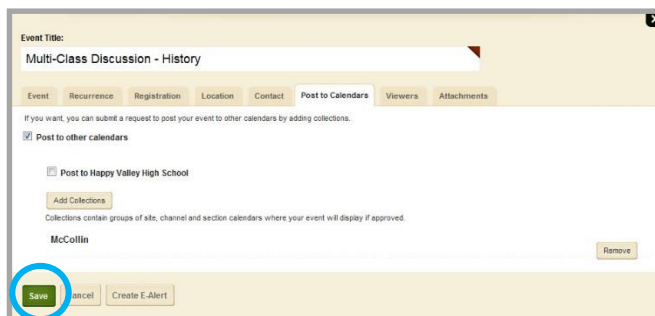 Event Title:
Multi-Class Discussion - History
Event Recurrence Registration Location Contact Post to Calendars Viewers Attachments
If you want, you can submit a request to post your event to other calendars by adding collections.
Post to other calendars
Post to Happy Valley High School
Add Collections
Collections contain groups of site, channel and section calendars where your event will display if approved.
McCollin
Remove
Save Cancel Create E-Alert